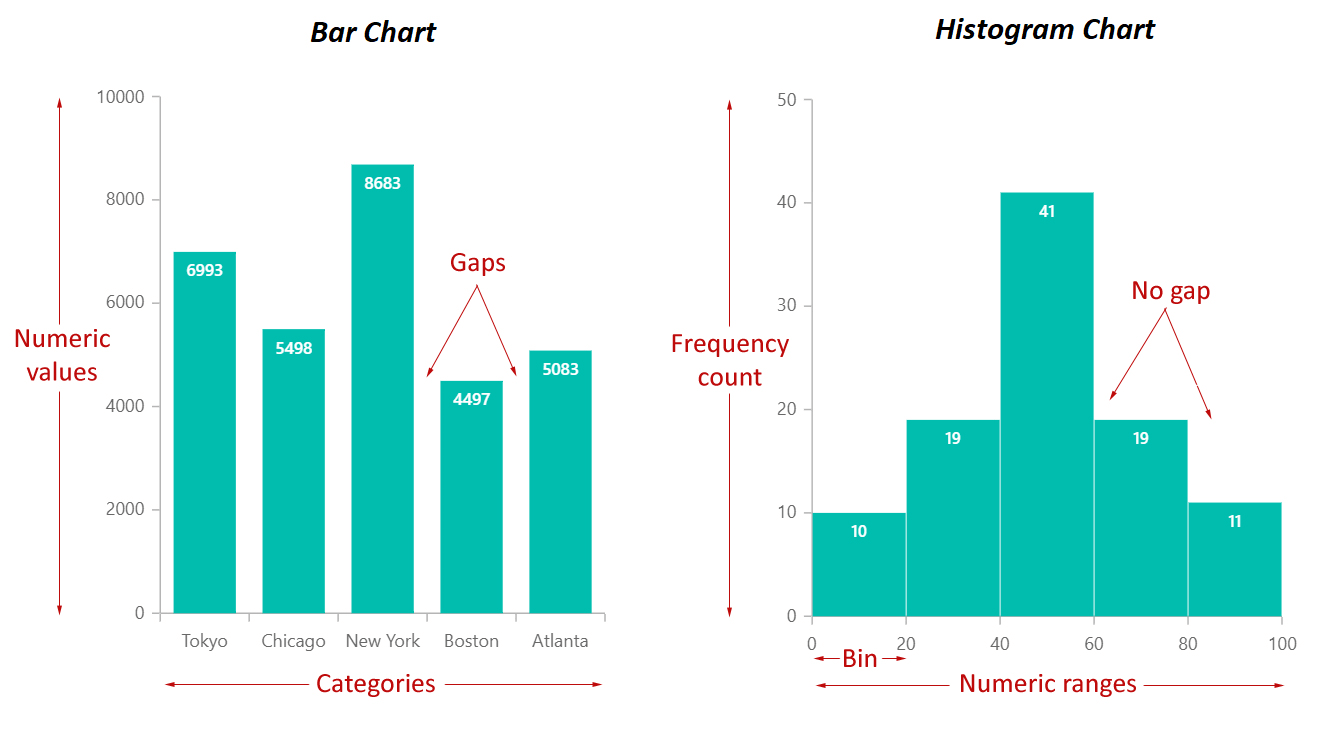 Bar Chart
10000
8000
6000
4000
2000
0
Numeric
values
6993
5498
8683
4497
5083
Gaps
Tokyo
Chicago
New York
Boston
Atlanta
Categories
Histogram Chart
50
40
30
20
10
0
Frequency
count
10
19
41
19
11
No gap
0
20
40
60
80
100
Bin
Numeric ranges